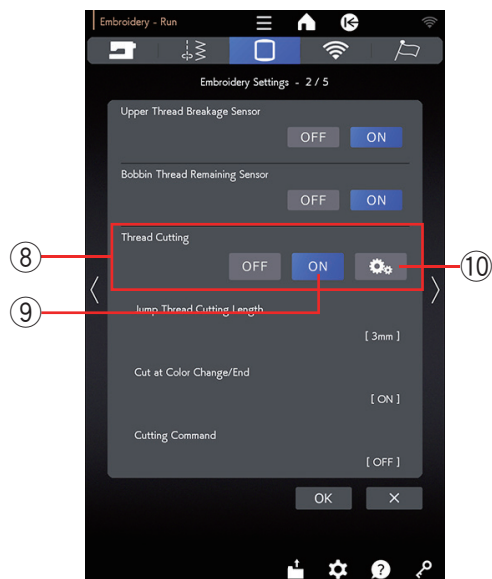 Embroidery - Run
Embroidery Settings - 2 / 5
Upper Thread Breakage Sensor
OFF ON
Bobbin Thread Remaining Sensor
OFF ON
Thread Cutting
OFF ON
⑧
⑩
⑨
Jump Thread Cutting Length
[ 3mm ]
Cut at Color Change/End
[ ON ]
Cutting Command
[ OFF ]
OK ×
?